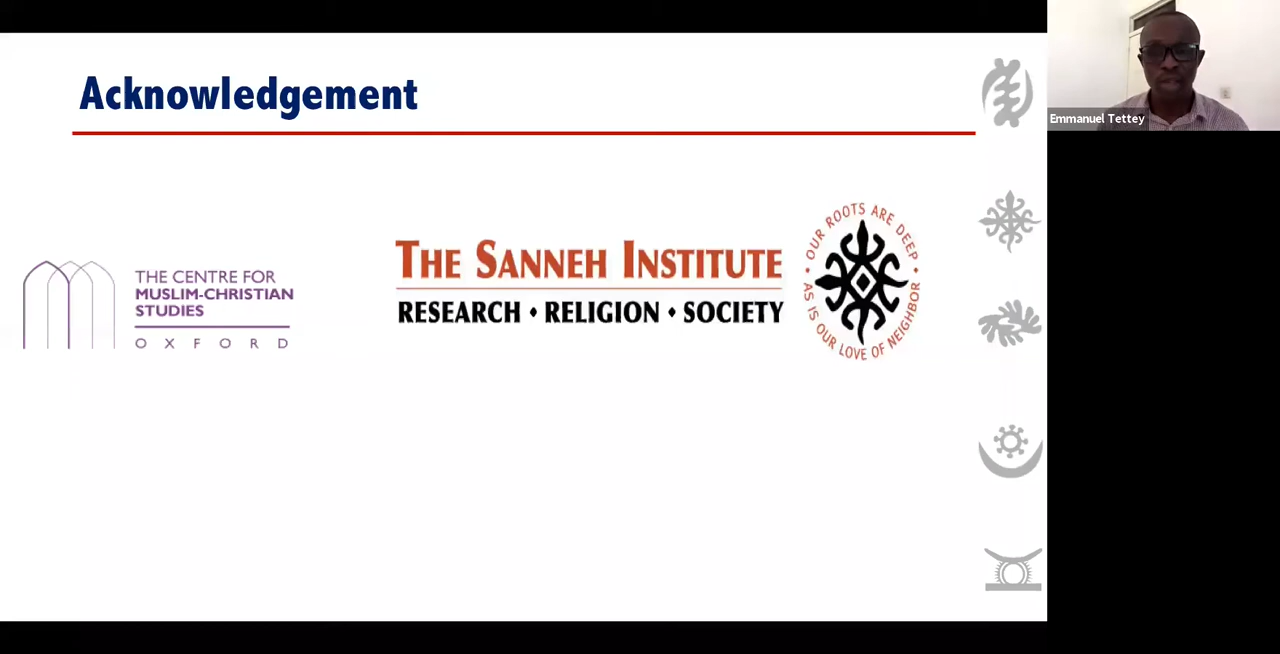 Acknowledgement
THE CENTRE FOR
MUSLIM-CHRISTIAN
STUDIES
OXFORD
THE SANNEH INSTITUTE
RESEARCH • RELIGION • SOCIETY
• OUR ROOTS ARE DEEP •
AS IS OUR LOVE OF NEIGHBOR
Emmanuel Tettey